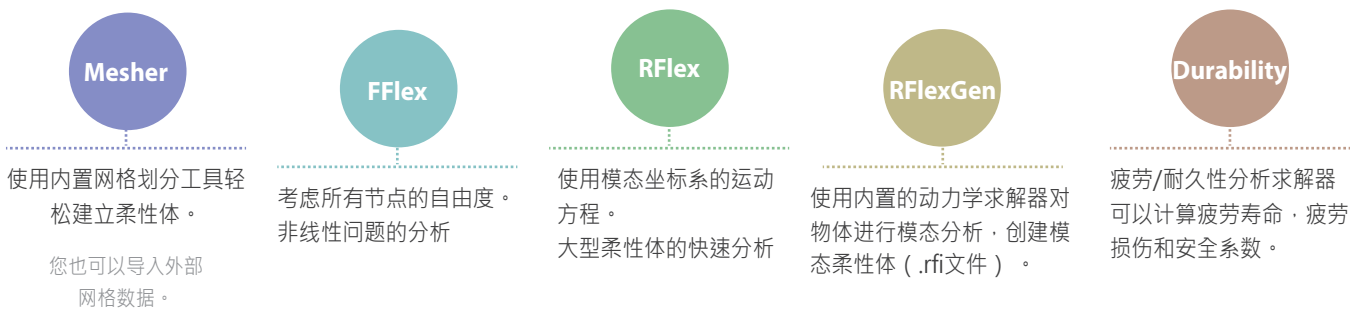 Mesher
使用内置网格划分工具轻
松建立柔性体。
您也可以导入外部
网格数据。
FFlex
考虑所有节点的自由度。
非线性问题的分析
RFlex
使用模态坐标系的运动
方程。
大型柔性体的快速分析
RFlexGen
使用内置的动力学求解器对
物体进行模态分析，创建模
态柔性体（.rfi文件）。
Durability
疲劳/耐久性分析求解器
可以计算疲劳寿命，疲劳
损伤和安全系数。